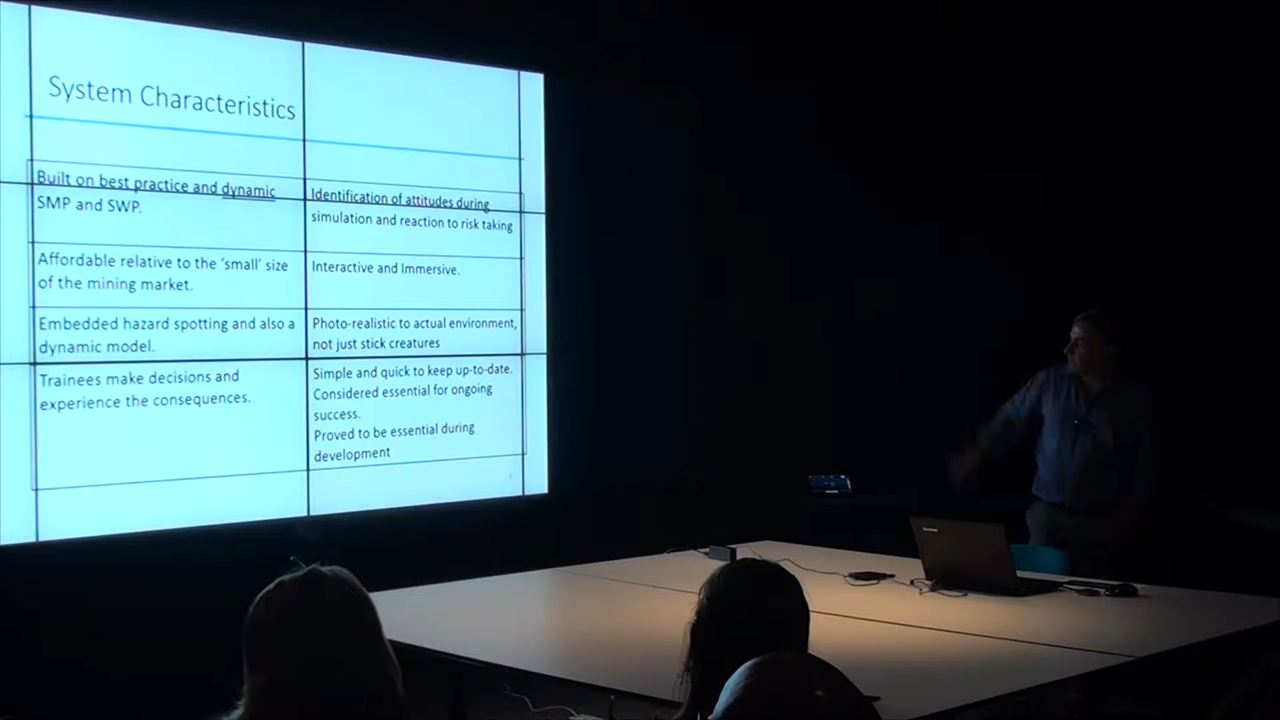 System Characteristics
Built on best practice and dynamic
SMP and SWP.
Identification of attitudes during
simulation and reaction to risk taking
Affordable relative to the 'small' size
of the mining market.
Interactive and Immersive.
Embedded hazard spotting and also a
dynamic model.
Photo-realistic to actual environment,
not just stick creatures
Trainees make decisions and
experience the consequences.
Simple and quick to keep up-to-date.
Considered essential for ongoing
success.
Proved to be essential during
development